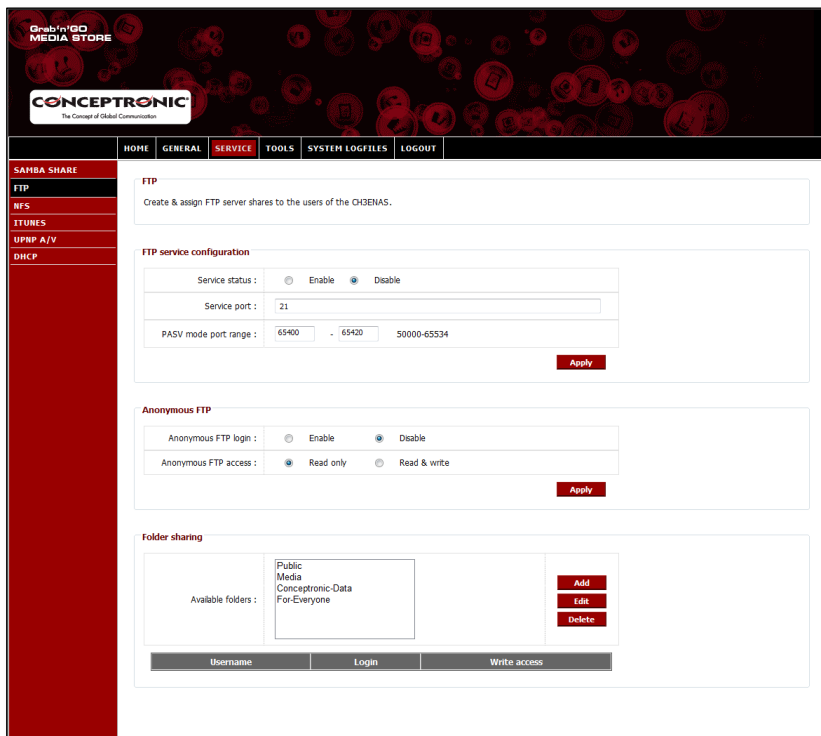 Grab'n'GO
MEDIA STORE
CONCEPTRONIC
The Concept of Global Communication
HOME GENERAL SERVICE TOOLS SYSTEM LOGFILES LOGOUT
SAMBA SHARE
FTP
NFS
ITUNES
UPNP A/V
DHCP
FTP
Create & assign FTP server shares to the users of the CH3ENAS.
FTP service configuration
Service status : Enable Disable
Service port : 21
PASV mode port range : 65400 - 65420 50000-65534
Apply
Anonymous FTP
Anonymous FTP login : Enable Disable
Anonymous FTP access : Read only Read & write
Apply
Folder sharing
Available folders :
Public
Media
Conceptronic-Data
For-Everyone
Add
Edit
Delete
Username Login Write access